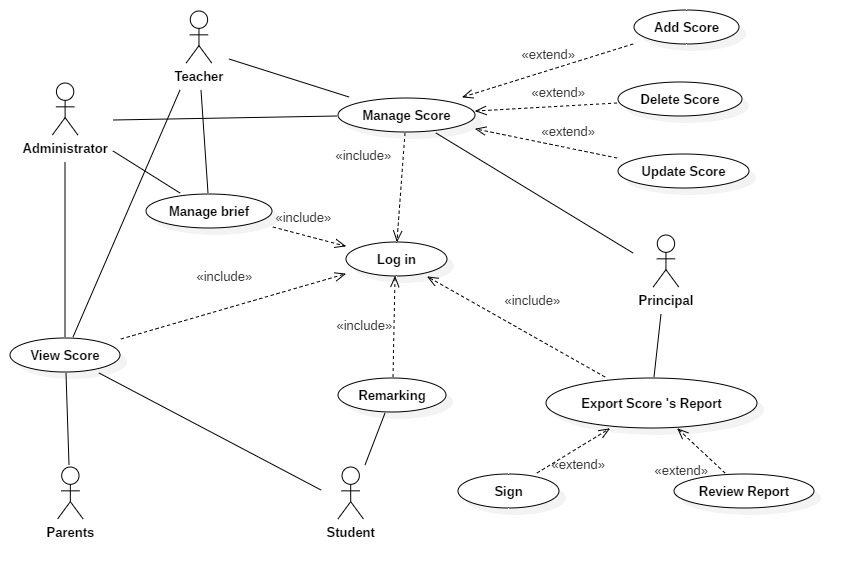 Add Score
Teacher
«extend»
Delete Score
«extend»
Manage Score
«extend»
Administrator
«include»
Update Score
Manage brief
«include»
Log in
«include»
«include»
Principal
«include»
View Score
Remarking
Export Score 's Report
«extend»
«extend»
Sign
Review Report
Parents
Student